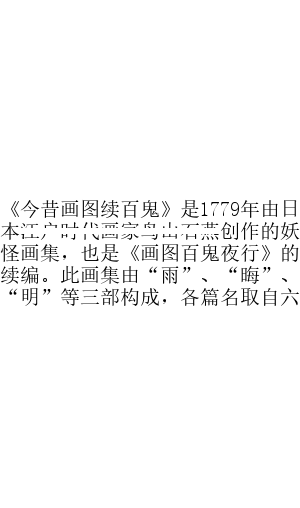 《今昔画图续百鬼》是1779年由日
本江户时代画家鸟山石燕创作的妖
怪画集，也是《画图百鬼夜行》的
续编。此画集由“雨”、“晦”、
“明”等三部构成，各篇名取自六